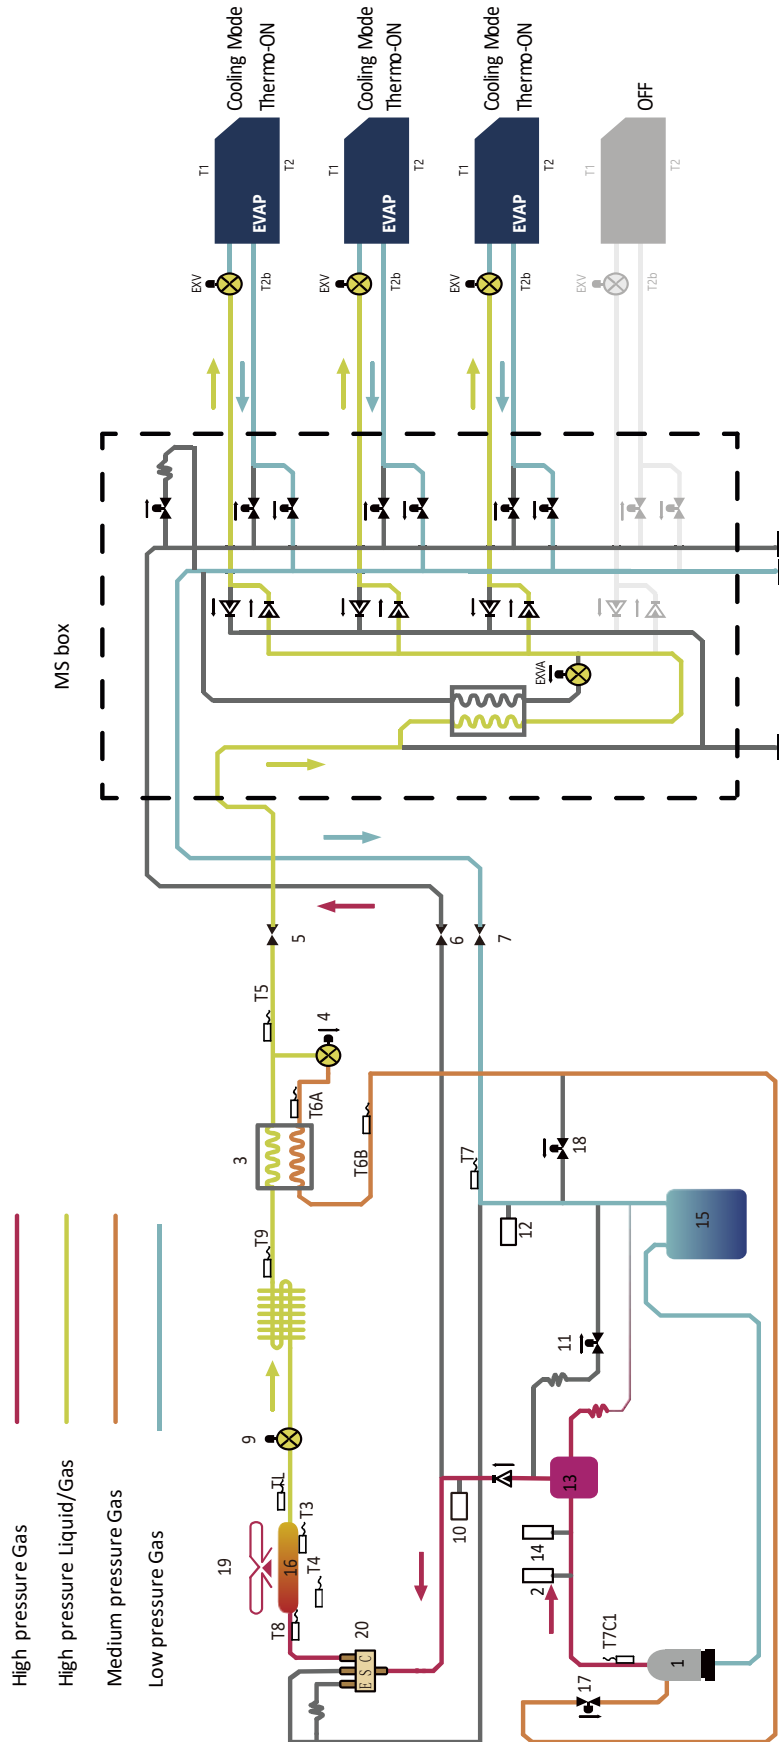 Cooling Mode
Thermo-ON
Cooling Mode
Thermo-ON
Cooling Mode
Thermo-ON
OFF
T1
T2
EVAP
T1
T2
EVAP
T1
T2
EVAP
T1
T2
EXV
T2b
EXV
T2b
EXV
T2b
EXV
T2b
MS box
EXVA
5
6
7
T5
4
T6A
3
T6B
T7
18
12
15
T9
11
9
TL
T3
19
16
T4
10
13
14
2
T8
20
E S C
T7C1
17
1
High pressure Gas
High pressure Liquid/Gas
Medium pressure Gas
Low pressure Gas